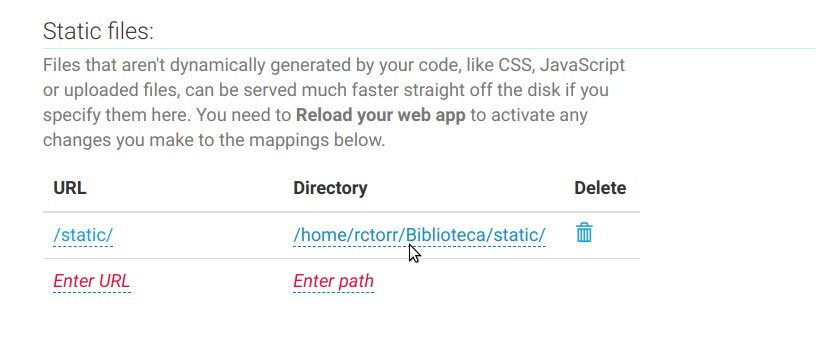 Static files:
Files that aren't dynamically generated by your code, like CSS, JavaScript
or uploaded files, can be served much faster straight off the disk if you
specify them here. You need to Reload your web app to activate any
changes you make to the mappings below.
URL Directory Delete
/static/ /home/rctorr/Biblioteca/static/
Enter URL Enter path